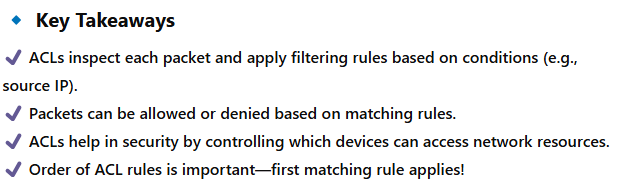 🔹 Key Takeaways
✔ ACLs inspect each packet and apply filtering rules based on conditions (e.g.,
source IP).
✔ Packets can be allowed or denied based on matching rules.
✔ ACLs help in security by controlling which devices can access network resources.
✔ Order of ACL rules is important—first matching rule applies!